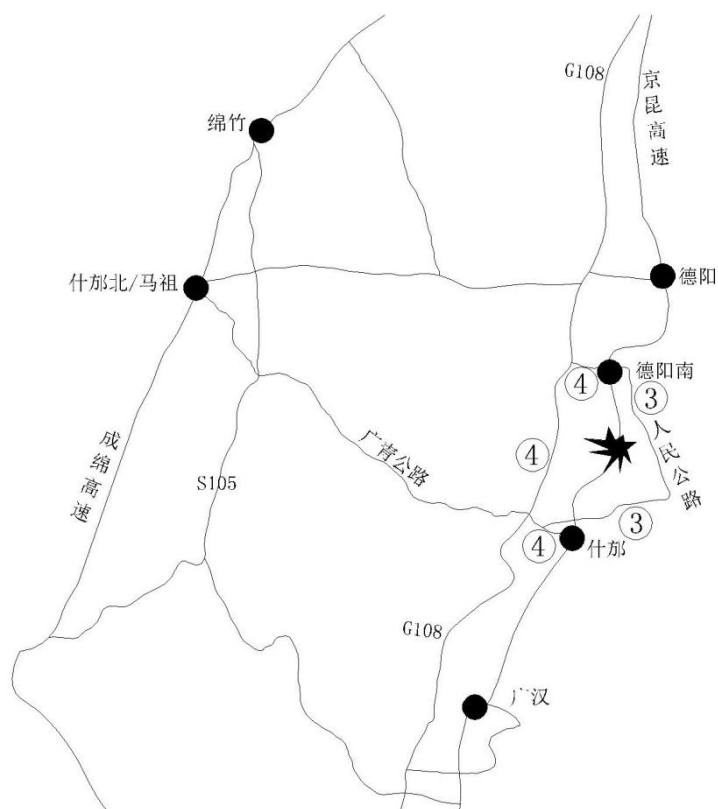 G108
京昆高速
绵竹
德阳
什邡北/马祖
德阳南
④
③
人民公路
成绵高速
广青公路
④
S105
③
④
什邡
G108
广汉